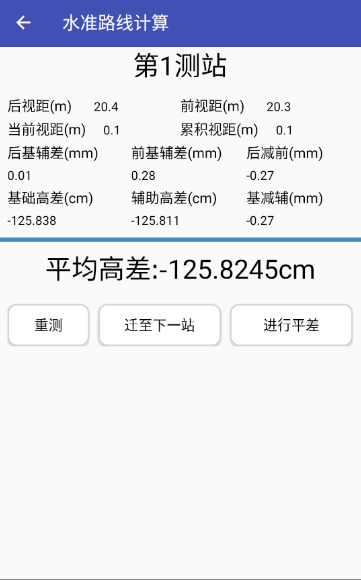 水准路线计算
第1测站
后视距(m) 20.4 前视距(m) 20.3
当前视距(m) 0.1 累积视距(m) 0.1
后基辅差(mm) 前基辅差(mm) 后减前(mm)
0.01 0.28 -0.27
基础高差(cm) 辅助高差(cm) 基减辅(mm)
-125.838 -125.811 -0.27
平均高差:-125.8245cm
重测 迁至下一站 进行平差